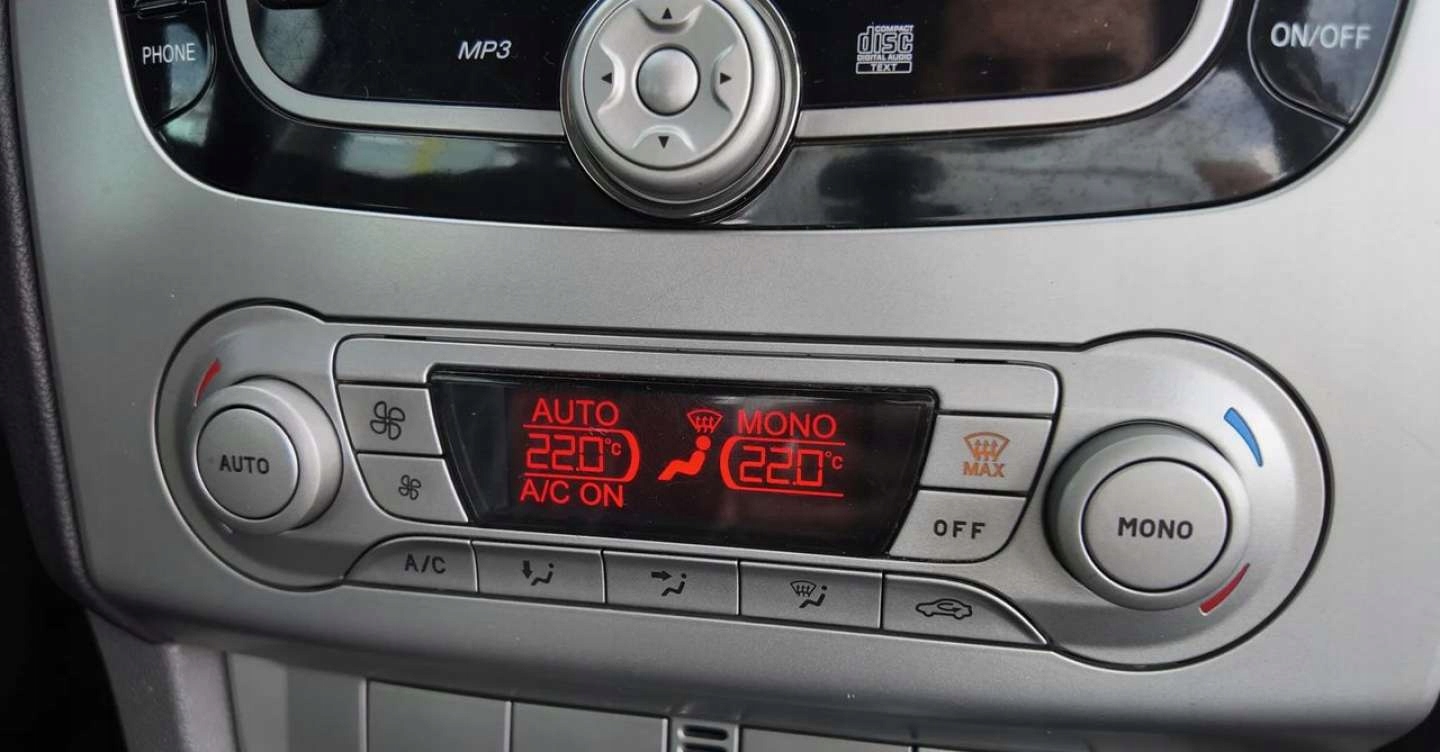 PHONE
MP3
COMPACT
disc
DIGITAL AUDIO
TEXT
ON/OFF
AUTO
AUTO
22.0°C
A/C ON
MONO
22.0°C
MAX
OFF
MONO
A/C